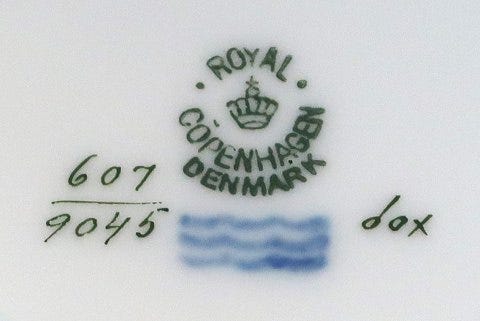 · ROYAL ·
COPENHAGEN
DENMARK
607
9045
dox